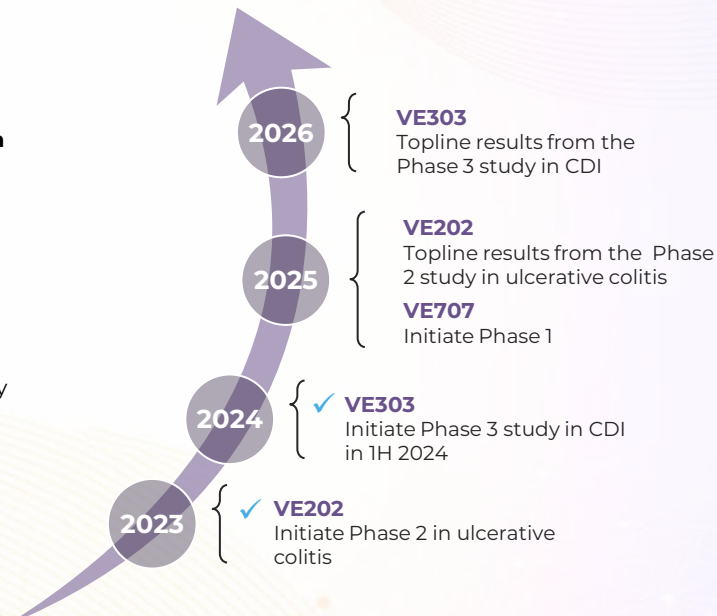 2026
VE303
Topline results from the
Phase 3 study in CDI
2025
VE202
Topline results from the Phase
2 study in ulcerative colitis
VE707
Initiate Phase 1
2024
✓ VE303
Initiate Phase 3 study in CDI
in 1H 2024
2023
✓ VE202
Initiate Phase 2 in ulcerative
colitis